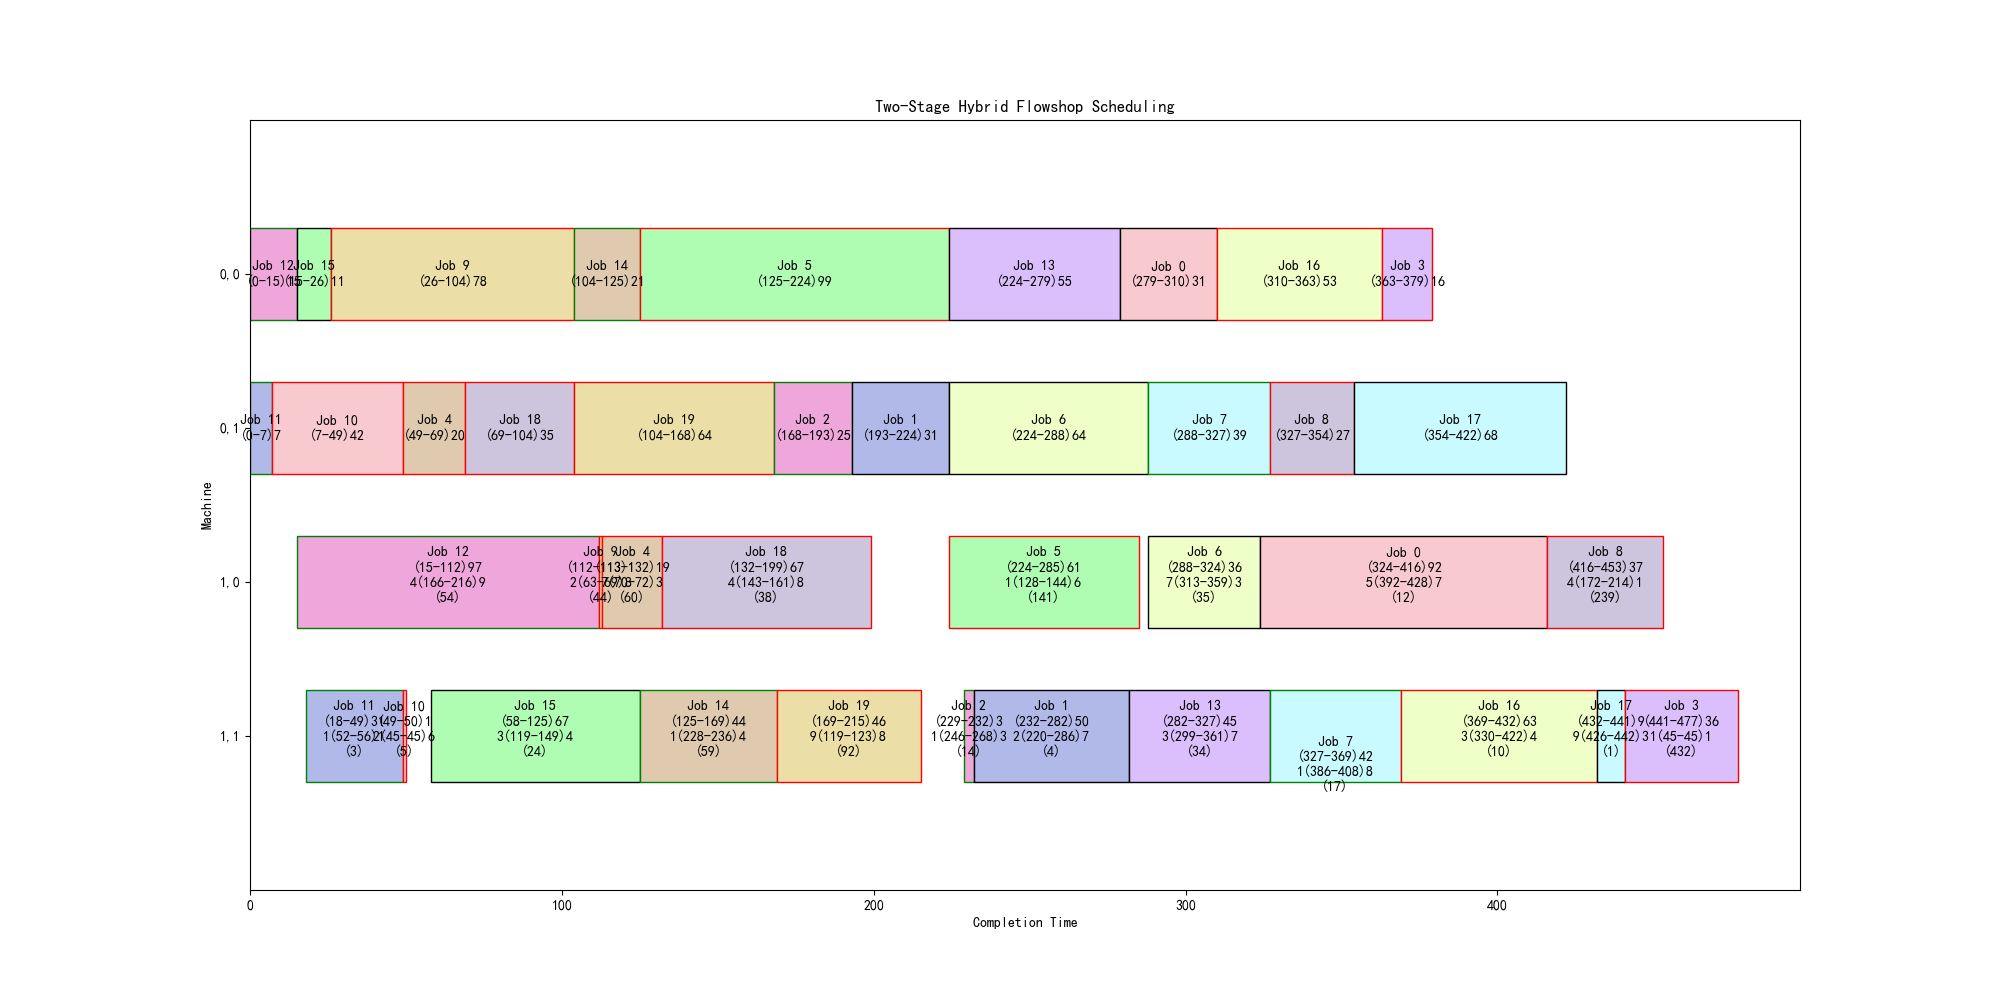 Two-Stage Hybrid Flowshop Scheduling
Machine
0,0
Job 12
(0-15)15
Job 15
(15-26)11
Job 9
(26-104)78
Job 14
(104-125)21
Job 5
(125-224)99
Job 13
(224-279)55
Job 0
(279-310)31
Job 16
(310-363)53
Job 3
(363-379)16
0,1
Job 11
(0-7)7
Job 10
(7-49)42
Job 4
(49-69)20
Job 18
(69-104)35
Job 19
(104-168)64
Job 2
(168-193)25
Job 1
(193-224)31
Job 6
(224-288)64
Job 7
(288-327)39
Job 8
(327-354)27
Job 17
(354-422)68
1,0
Job 12
(15-112)97
4(166-216)9
(54)
Job 9
(44)
Job 4
(113-132)19
(60)
Job 18
(132-199)67
4(143-161)8
(38)
Job 5
(224-285)61
1(128-144)6
(141)
Job 6
(288-324)36
7(313-359)3
(35)
Job 0
(324-416)92
5(392-428)7
(12)
Job 8
(416-453)37
4(172-214)1
(239)
1,1
Job 11
(18-49)31
1(52-56)
(3)
Job 10
(49-50)1
(45-45)6
(5)
Job 15
(58-125)67
3(119-149)4
(24)
Job 14
(125-169)44
1(228-236)4
(59)
Job 19
(169-215)46
9(119-123)8
(92)
Job 2
(229-232)3
1(246-268)3
(14)
Job 1
(232-282)50
2(220-286)7
(4)
Job 13
(282-327)45
3(299-361)7
(34)
Job 7
(327-369)42
1(386-408)8
(17)
Job 16
(369-432)63
3(330-422)4
(10)
Job 17
(432-441)9
9(426-442)3
(1)
Job 3
(441-477)36
1(45-45)1
(432)
0
100
200
300
400
Completion Time